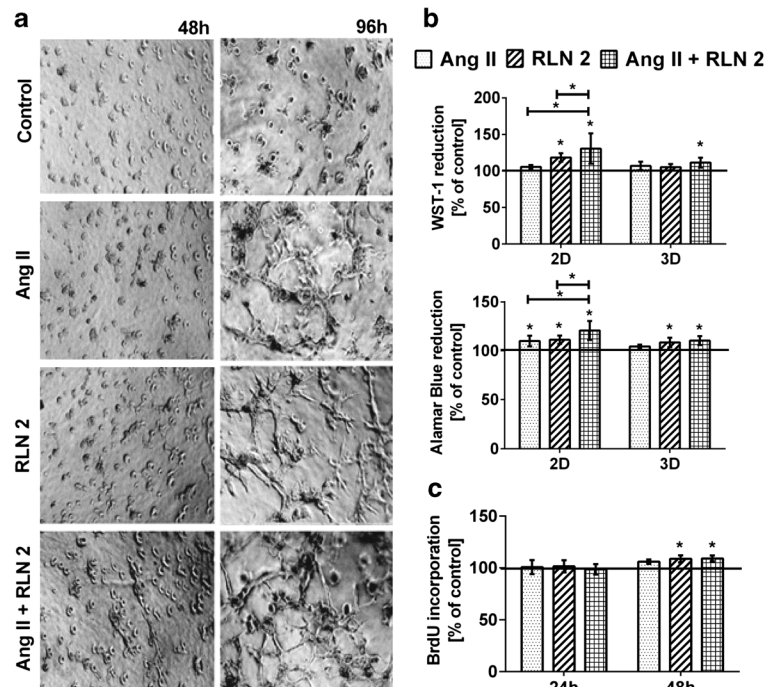 a
48h 96h
Control
Ang II
RLN 2
Ang II + RLN 2
b
Ang II RLN 2 Ang II + RLN 2
WST-1 reduction
[% of control]
200
150
100
50
0
*
*
* * *
2D 3D
Alamar Blue reduction
[% of control]
150
100
50
0
*
*
* * * * *
2D 3D
c
BrdU incorporation
[% of control]
150
100
50
0
* *
24h 48h